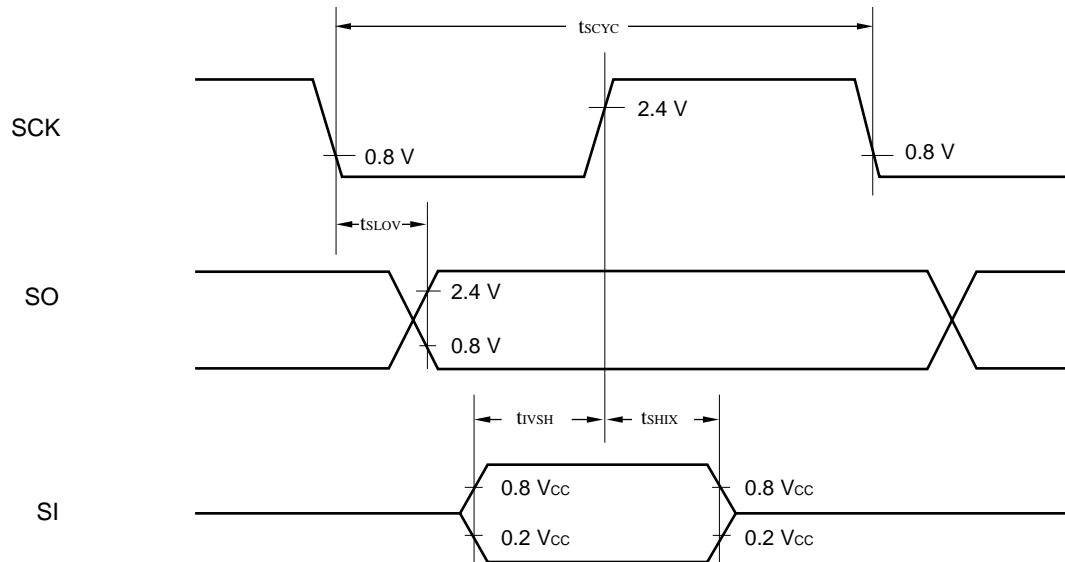 tSCYC
SCK
2.4 V
0.8 V
0.8 V
tSLOV
SO
2.4 V
0.8 V
tIVSH
tSHIX
SI
0.8 VCC
0.8 VCC
0.2 VCC
0.2 VCC